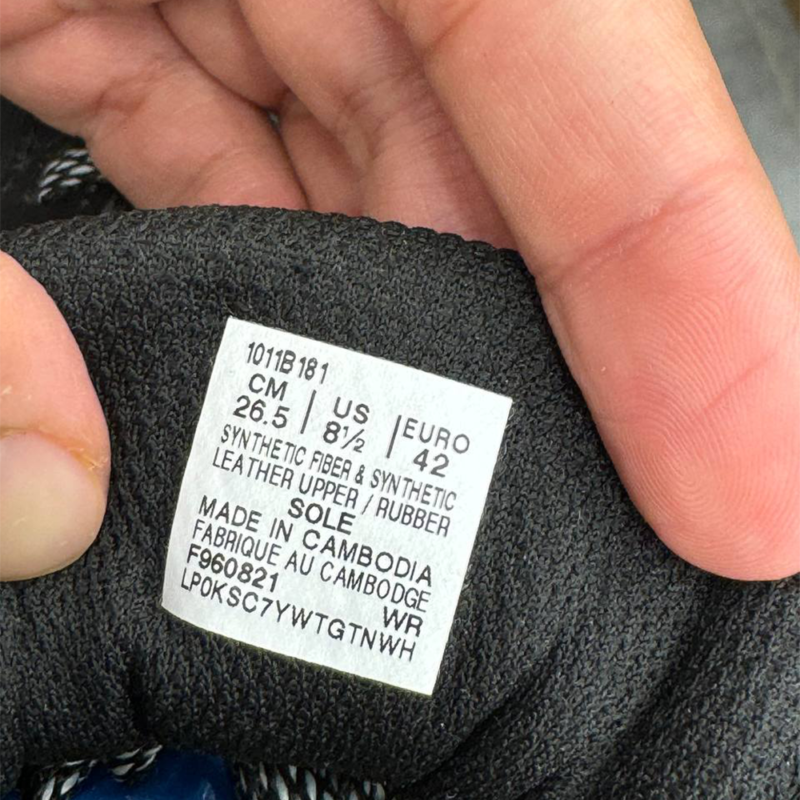 1011B181
CM | US | EURO
26.5 | 8½ | 42
SYNTHETIC FIBER & SYNTHETIC
LEATHER UPPER / RUBBER
SOLE
MADE IN CAMBODIA
FABRIQUE AU CAMBODGE
F960821 WR
LP0KSC7YWTGTNWH